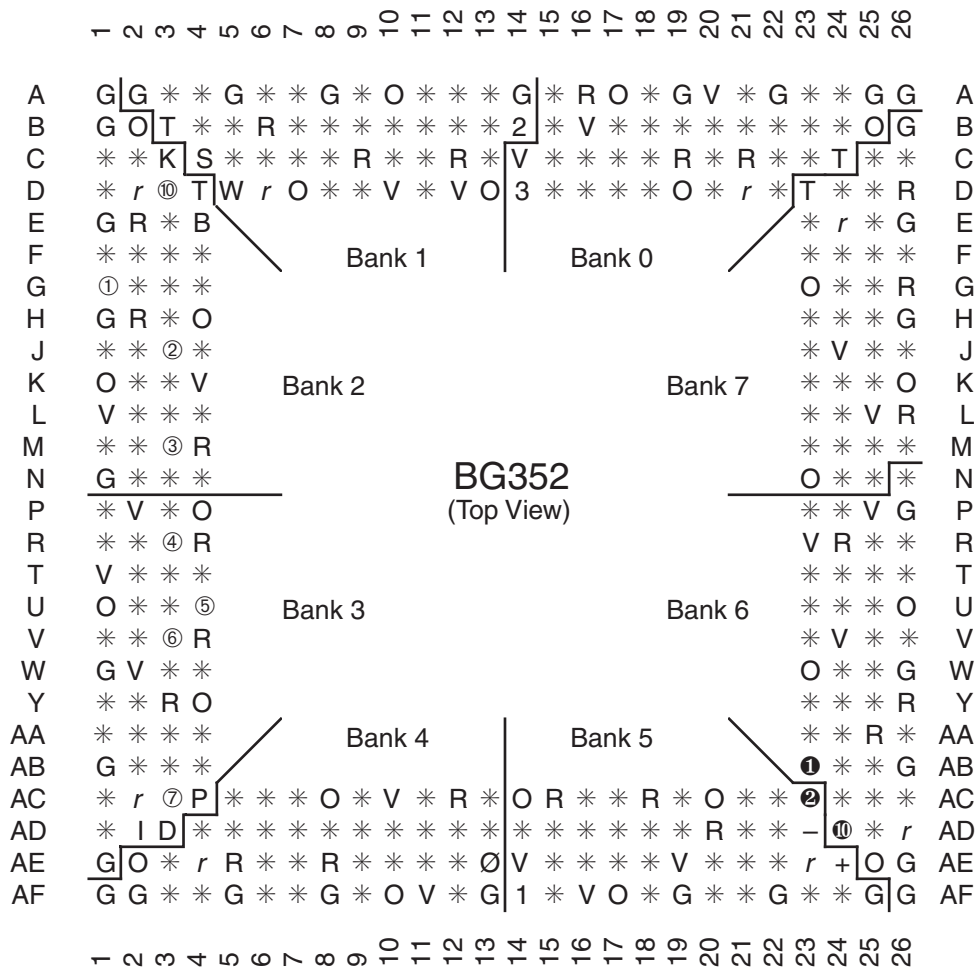 1 2 3 4 5 6 7 8 9 10 11 12 13 14 15 16 17 18 19 20 21 22 23 24 25 26
A G G ✳ ✳ G ✳ ✳ G ✳ O ✳ ✳ ✳ G ✳ R O ✳ G V ✳ G ✳ ✳ G G A
B G O T ✳ ✳ R ✳ ✳ ✳ ✳ ✳ ✳ ✳ 2 ✳ V ✳ ✳ ✳ ✳ ✳ ✳ ✳ ✳ O G B
C ✳ ✳ K S ✳ ✳ ✳ ✳ R ✳ ✳ R ✳ V ✳ ✳ ✳ ✳ R ✳ R ✳ ✳ T ✳ ✳ C
D ✳ r ⑩ T W r O ✳ ✳ V ✳ V O 3 ✳ ✳ ✳ ✳ O ✳ r ✳ T ✳ ✳ R D
E G R ✳ B ✳ r ✳ G E
F ✳ ✳ ✳ ✳ Bank 1 Bank 0 ✳ ✳ ✳ ✳ F
G ① ✳ ✳ ✳ O ✳ ✳ R G
H G R ✳ O ✳ ✳ ✳ G H
J ✳ ✳ ② ✳ ✳ V ✳ ✳ J
K O ✳ ✳ V Bank 2 Bank 7 ✳ ✳ ✳ O K
L V ✳ ✳ ✳ ✳ ✳ V R L
M ✳ ✳ ③ R ✳ ✳ ✳ ✳ M
N G ✳ ✳ ✳ BG352 O ✳ ✳ ✳ N
P ✳ V ✳ O (Top View) ✳ ✳ V G P
R ✳ ✳ ④ R V R ✳ ✳ R
T V ✳ ✳ ✳ ✳ ✳ ✳ ✳ T
U O ✳ ✳ ⑤ Bank 3 Bank 6 ✳ ✳ ✳ O U
V ✳ ✳ ⑥ R ✳ V ✳ ✳ V
W G V ✳ ✳ O ✳ ✳ G W
Y ✳ ✳ R O ✳ ✳ ✳ R Y
AA ✳ ✳ ✳ ✳ Bank 4 Bank 5 ✳ ✳ R ✳ AA
AB G ✳ ✳ ✳ ❶ ✳ ✳ G AB
AC ✳ r ⑦ P ✳ ✳ ✳ O ✳ V ✳ R ✳ O R ✳ ✳ R ✳ O ✳ ✳ ❷ ✳ ✳ ✳ AC
AD ✳ I D ✳ ✳ ✳ ✳ ✳ ✳ ✳ ✳ ✳ ✳ ✳ ✳ ✳ ✳ ✳ ✳ R ✳ ✳ – ❿ ✳ r AD
AE G O ✳ r R ✳ ✳ R ✳ ✳ ✳ ✳ Ø V ✳ ✳ ✳ ✳ V ✳ ✳ ✳ r + O G AE
AF G G ✳ ✳ G ✳ ✳ G ✳ O V ✳ G 1 ✳ V O ✳ G ✳ ✳ G ✳ ✳ G G AF
1 2 3 4 5 6 7 8 9 10 11 12 13 14 15 16 17 18 19 20 21 22 23 24 25 26